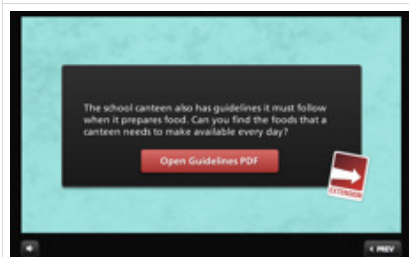 The school canteen also has guidelines it must follow
when it prepares food. Can you find the foods that a
canteen needs to make available every day?
Open Guidelines PDF
EXTENSION
PREV